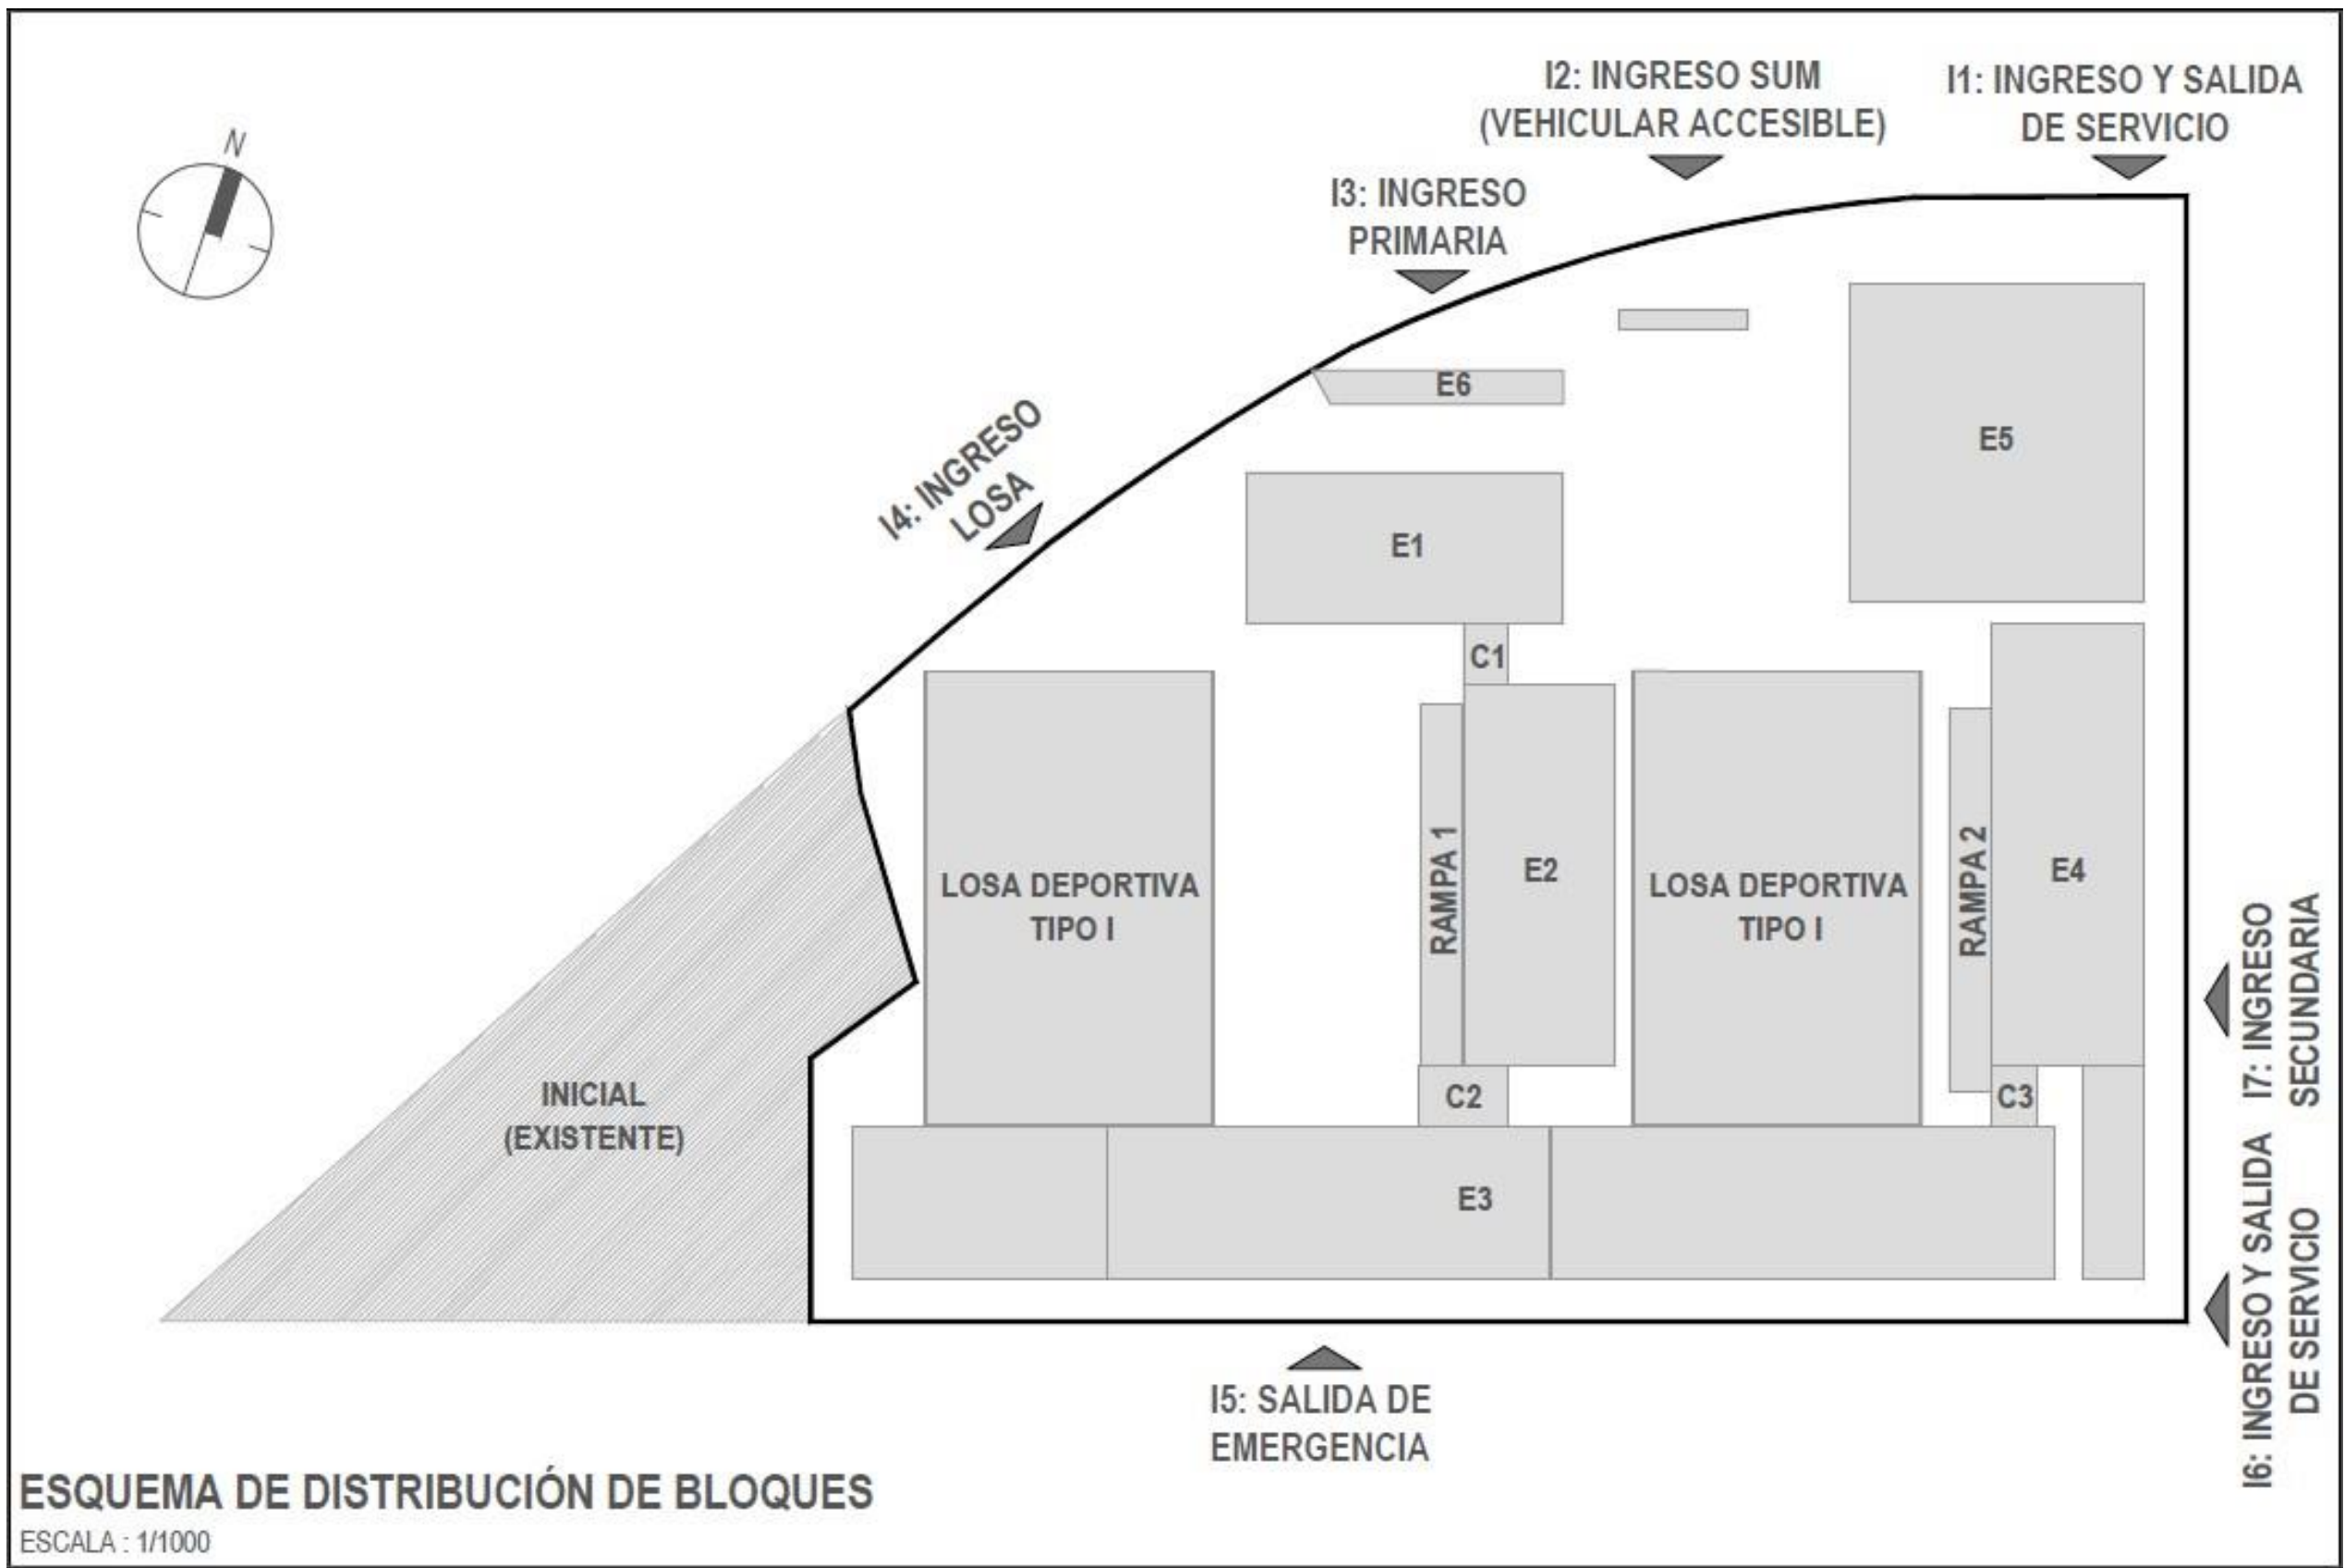 N
I2: INGRESO SUM
(VEHICULAR ACCESIBLE)
I1: INGRESO Y SALIDA
DE SERVICIO
I3: INGRESO
PRIMARIA
E6
I4: INGRESO
LOSA
E5
E1
C1
LOSA DEPORTIVA
TIPO I
RAMPA 1
E2
LOSA DEPORTIVA
TIPO I
RAMPA 2
E4
I7: INGRESO
SECUNDARIA
INICIAL
(EXISTENTE)
C2
C3
E3
I6: INGRESO Y SALIDA
DE SERVICIO
I5: SALIDA DE
EMERGENCIA
ESQUEMA DE DISTRIBUCIÓN DE BLOQUES
ESCALA : 1/1000